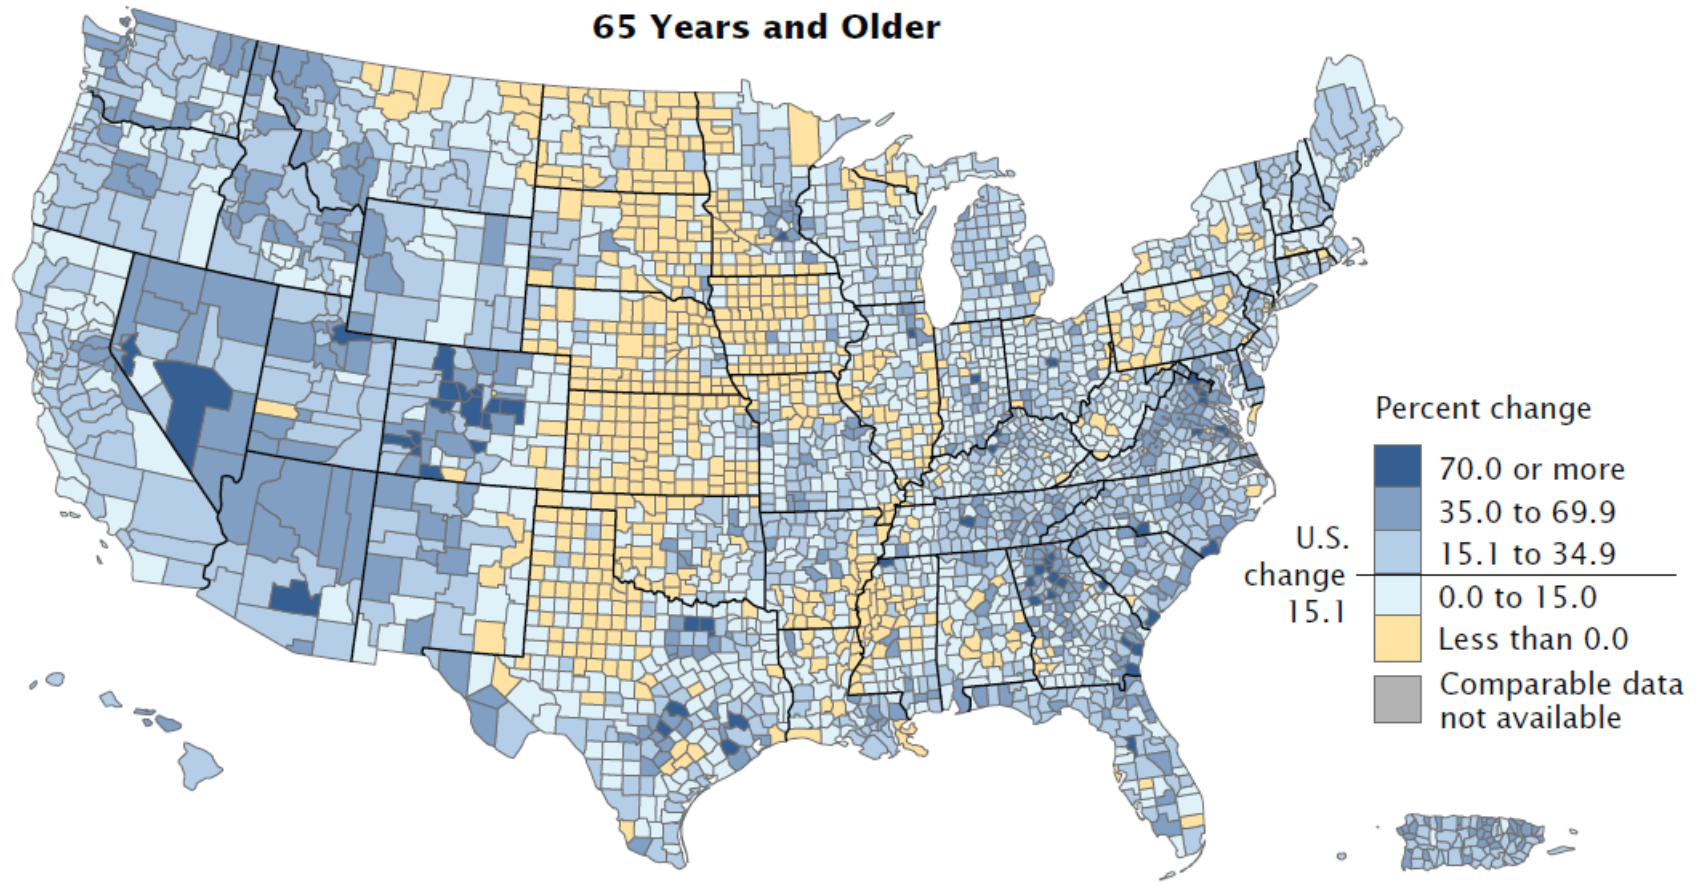 65 Years and Older
Percent change
70.0 or more
35.0 to 69.9
15.1 to 34.9
U.S.
change
15.1
0.0 to 15.0
Less than 0.0
Comparable data
not available